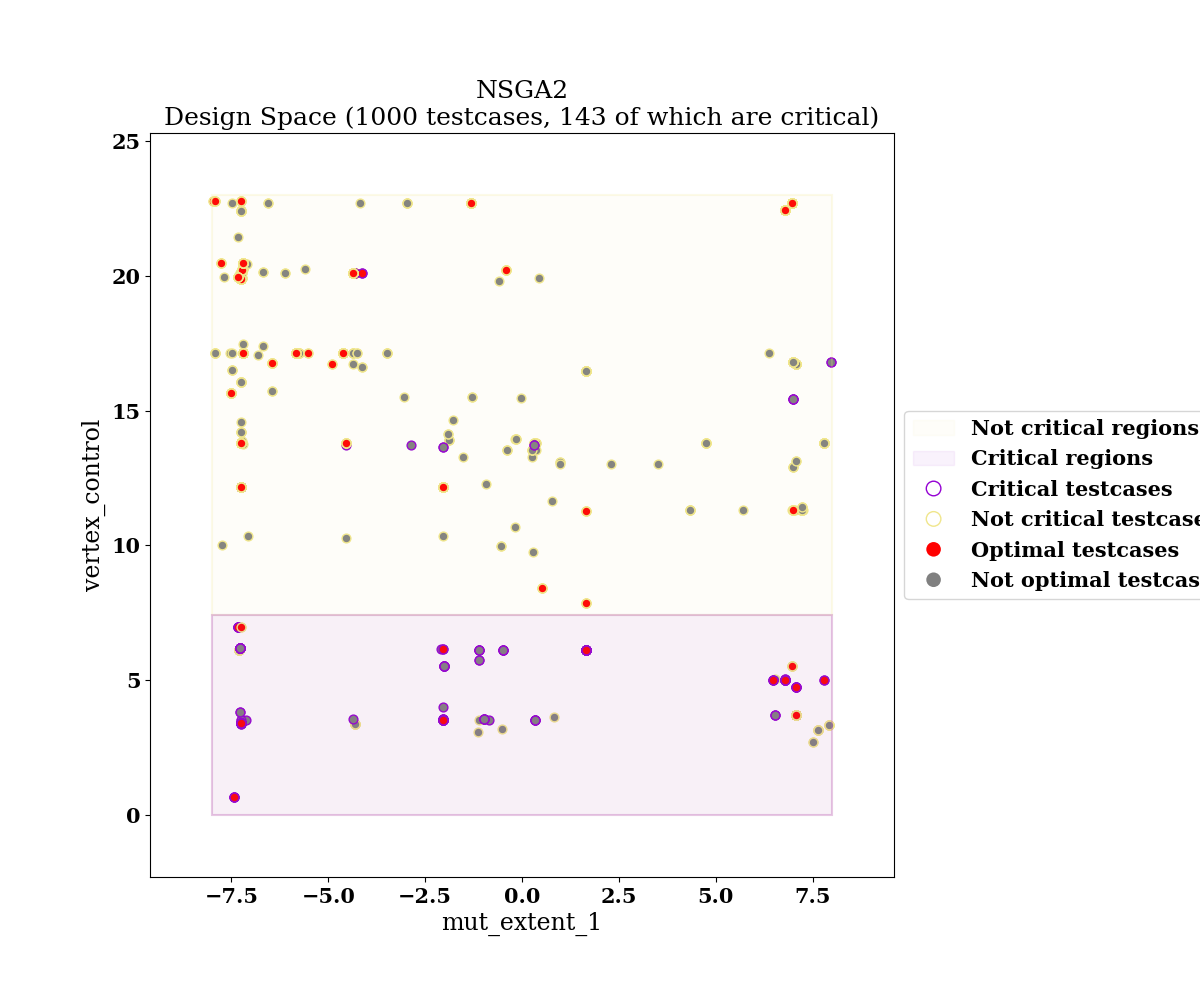 NSGA2
Design Space (1000 testcases, 143 of which are critical)
25
20
15
10
5
0
vertex_control
−7.5
−5.0
−2.5
0.0
2.5
5.0
7.5
mut_extent_1
Not critical regions
Critical regions
Critical testcases
Not critical testcase
Optimal testcases
Not optimal testcas